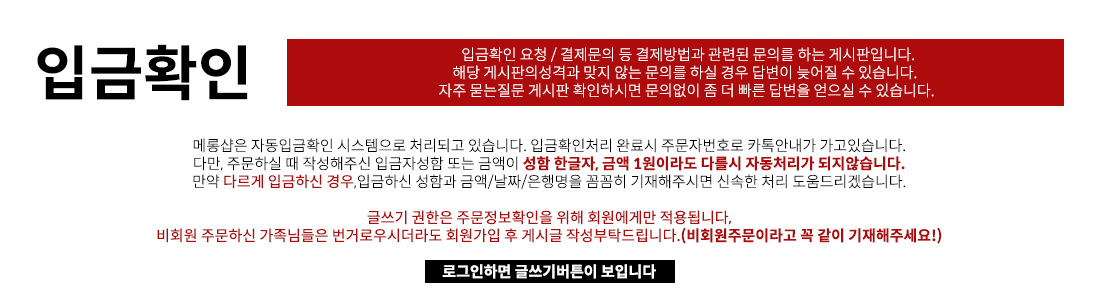 입금확인
입금확인 요청 / 결제문의 등 결제방법과 관련된 문의를 하는 게시판입니다.
해당 게시판의성격과 맞지 않는 문의를 하실 경우 답변이 늦어질 수 있습니다.
자주 묻는질문 게시판 확인하시면 문의없이 좀 더 빠른 답변을 얻으실 수 있습니다.
메롱샵은 자동입금확인 시스템으로 처리되고 있습니다. 입금확인처리 완료시 주문자번호로 카톡안내가 가고있습니다.
다만, 주문하실 때 작성해주신 입금자성함 또는 금액이 성함 한글자, 금액 1원이라도 다를시 자동처리가 되지않습니다.
만약 다르게 입금하신 경우,입금하신 성함과 금액/날짜/은행명을 꼼꼼히 기재해주시면 신속한 처리 도움드리겠습니다.
글쓰기 권한은 주문정보확인을 위해 회원에게만 적용됩니다,
비회원 주문하신 가족님들은 번거로우시더라도 회원가입 후 게시글 작성부탁드립니다.(비회원주문이라고 꼭 같이 기재해주세요!)
로그인하면 글쓰기버튼이 보입니다